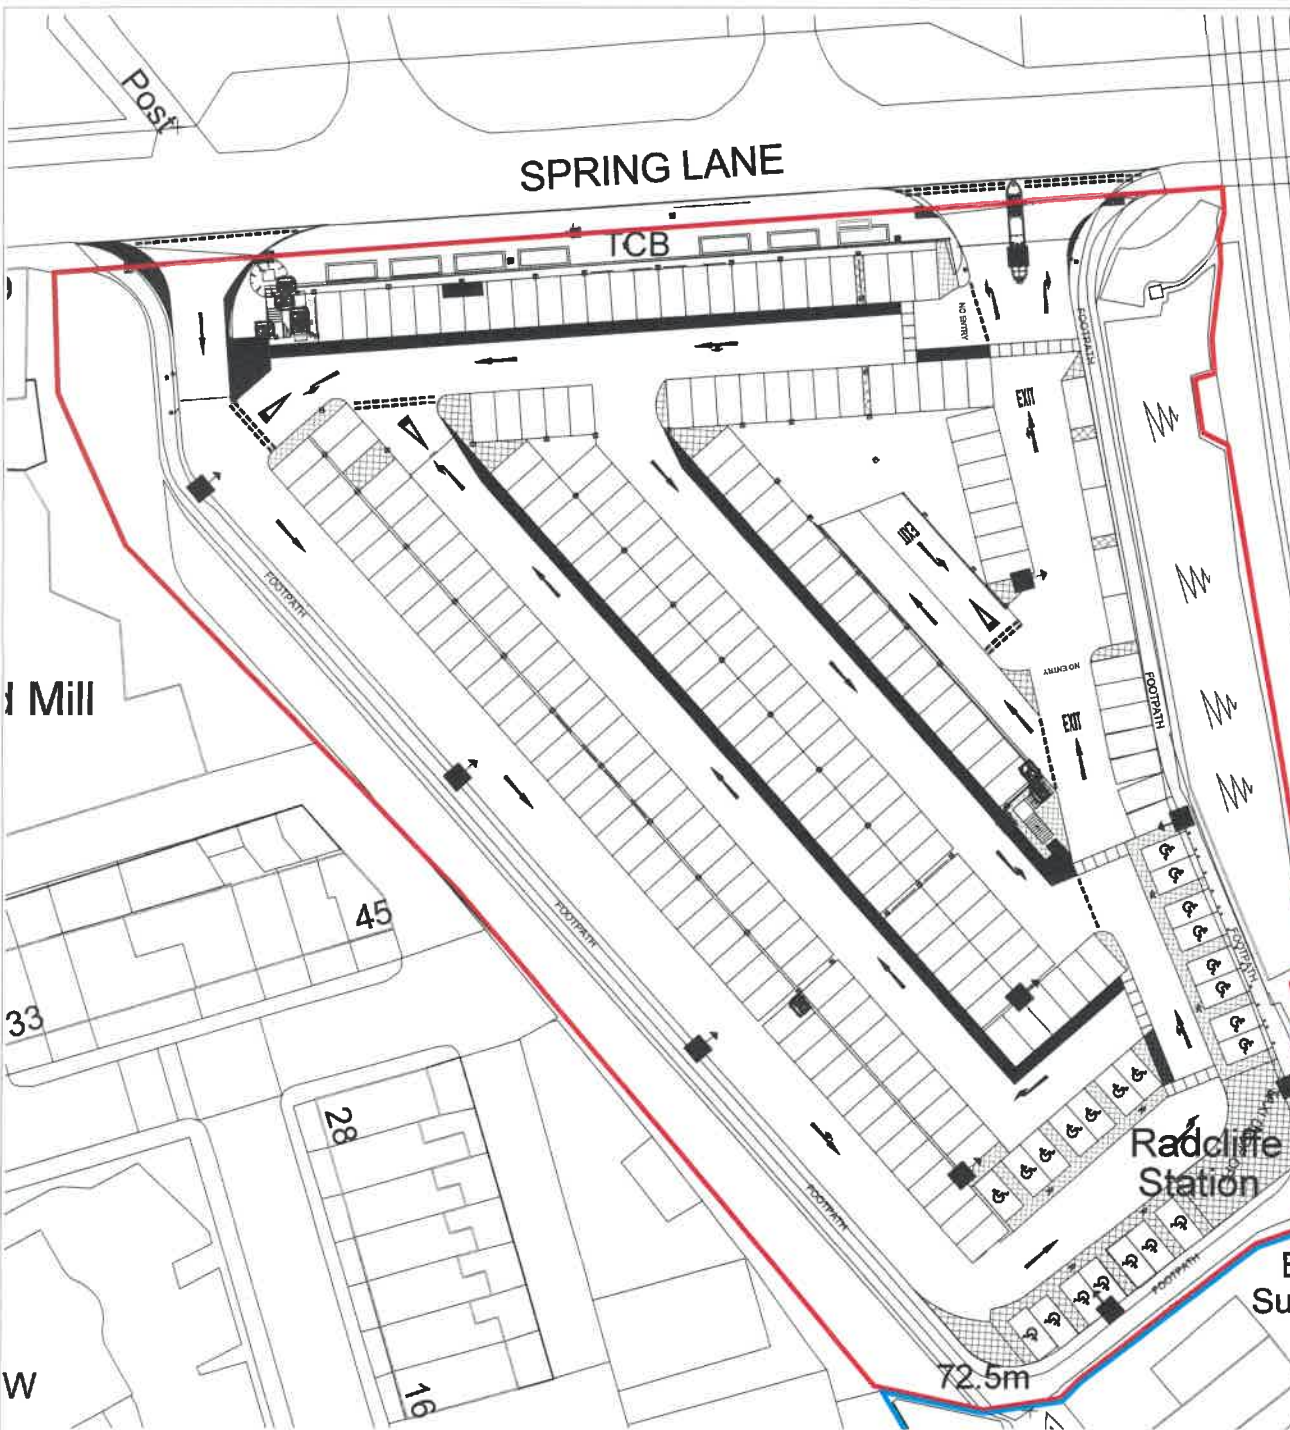 Post
SPRING LANE
TCB
NO ENTRY
FOOTPATH
EXIT
EXIT
FOOTPATH
NO ENTRY
FOOTPATH
EXIT
d Mill
45
FOOTPATH
FOOTPATH
33
28
Radcliffe
Station
FOOTPATH
FOOTPATH
E
Su
72.5m
16
W